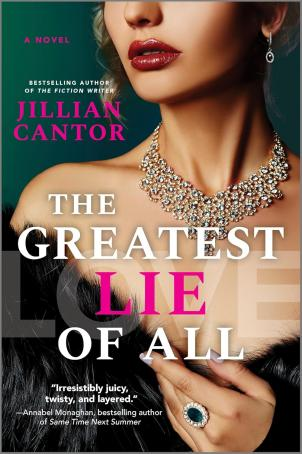 A NOVEL
BESTSELLING AUTHOR
OF THE FICTION WRITER
JILLIAN
CANTOR
THE
GREATEST
LOVE
LIE
OF ALL
"Irresistibly juicy,
twisty, and layered."
—Annabel Monaghan, bestselling author
of Same Time Next Summer